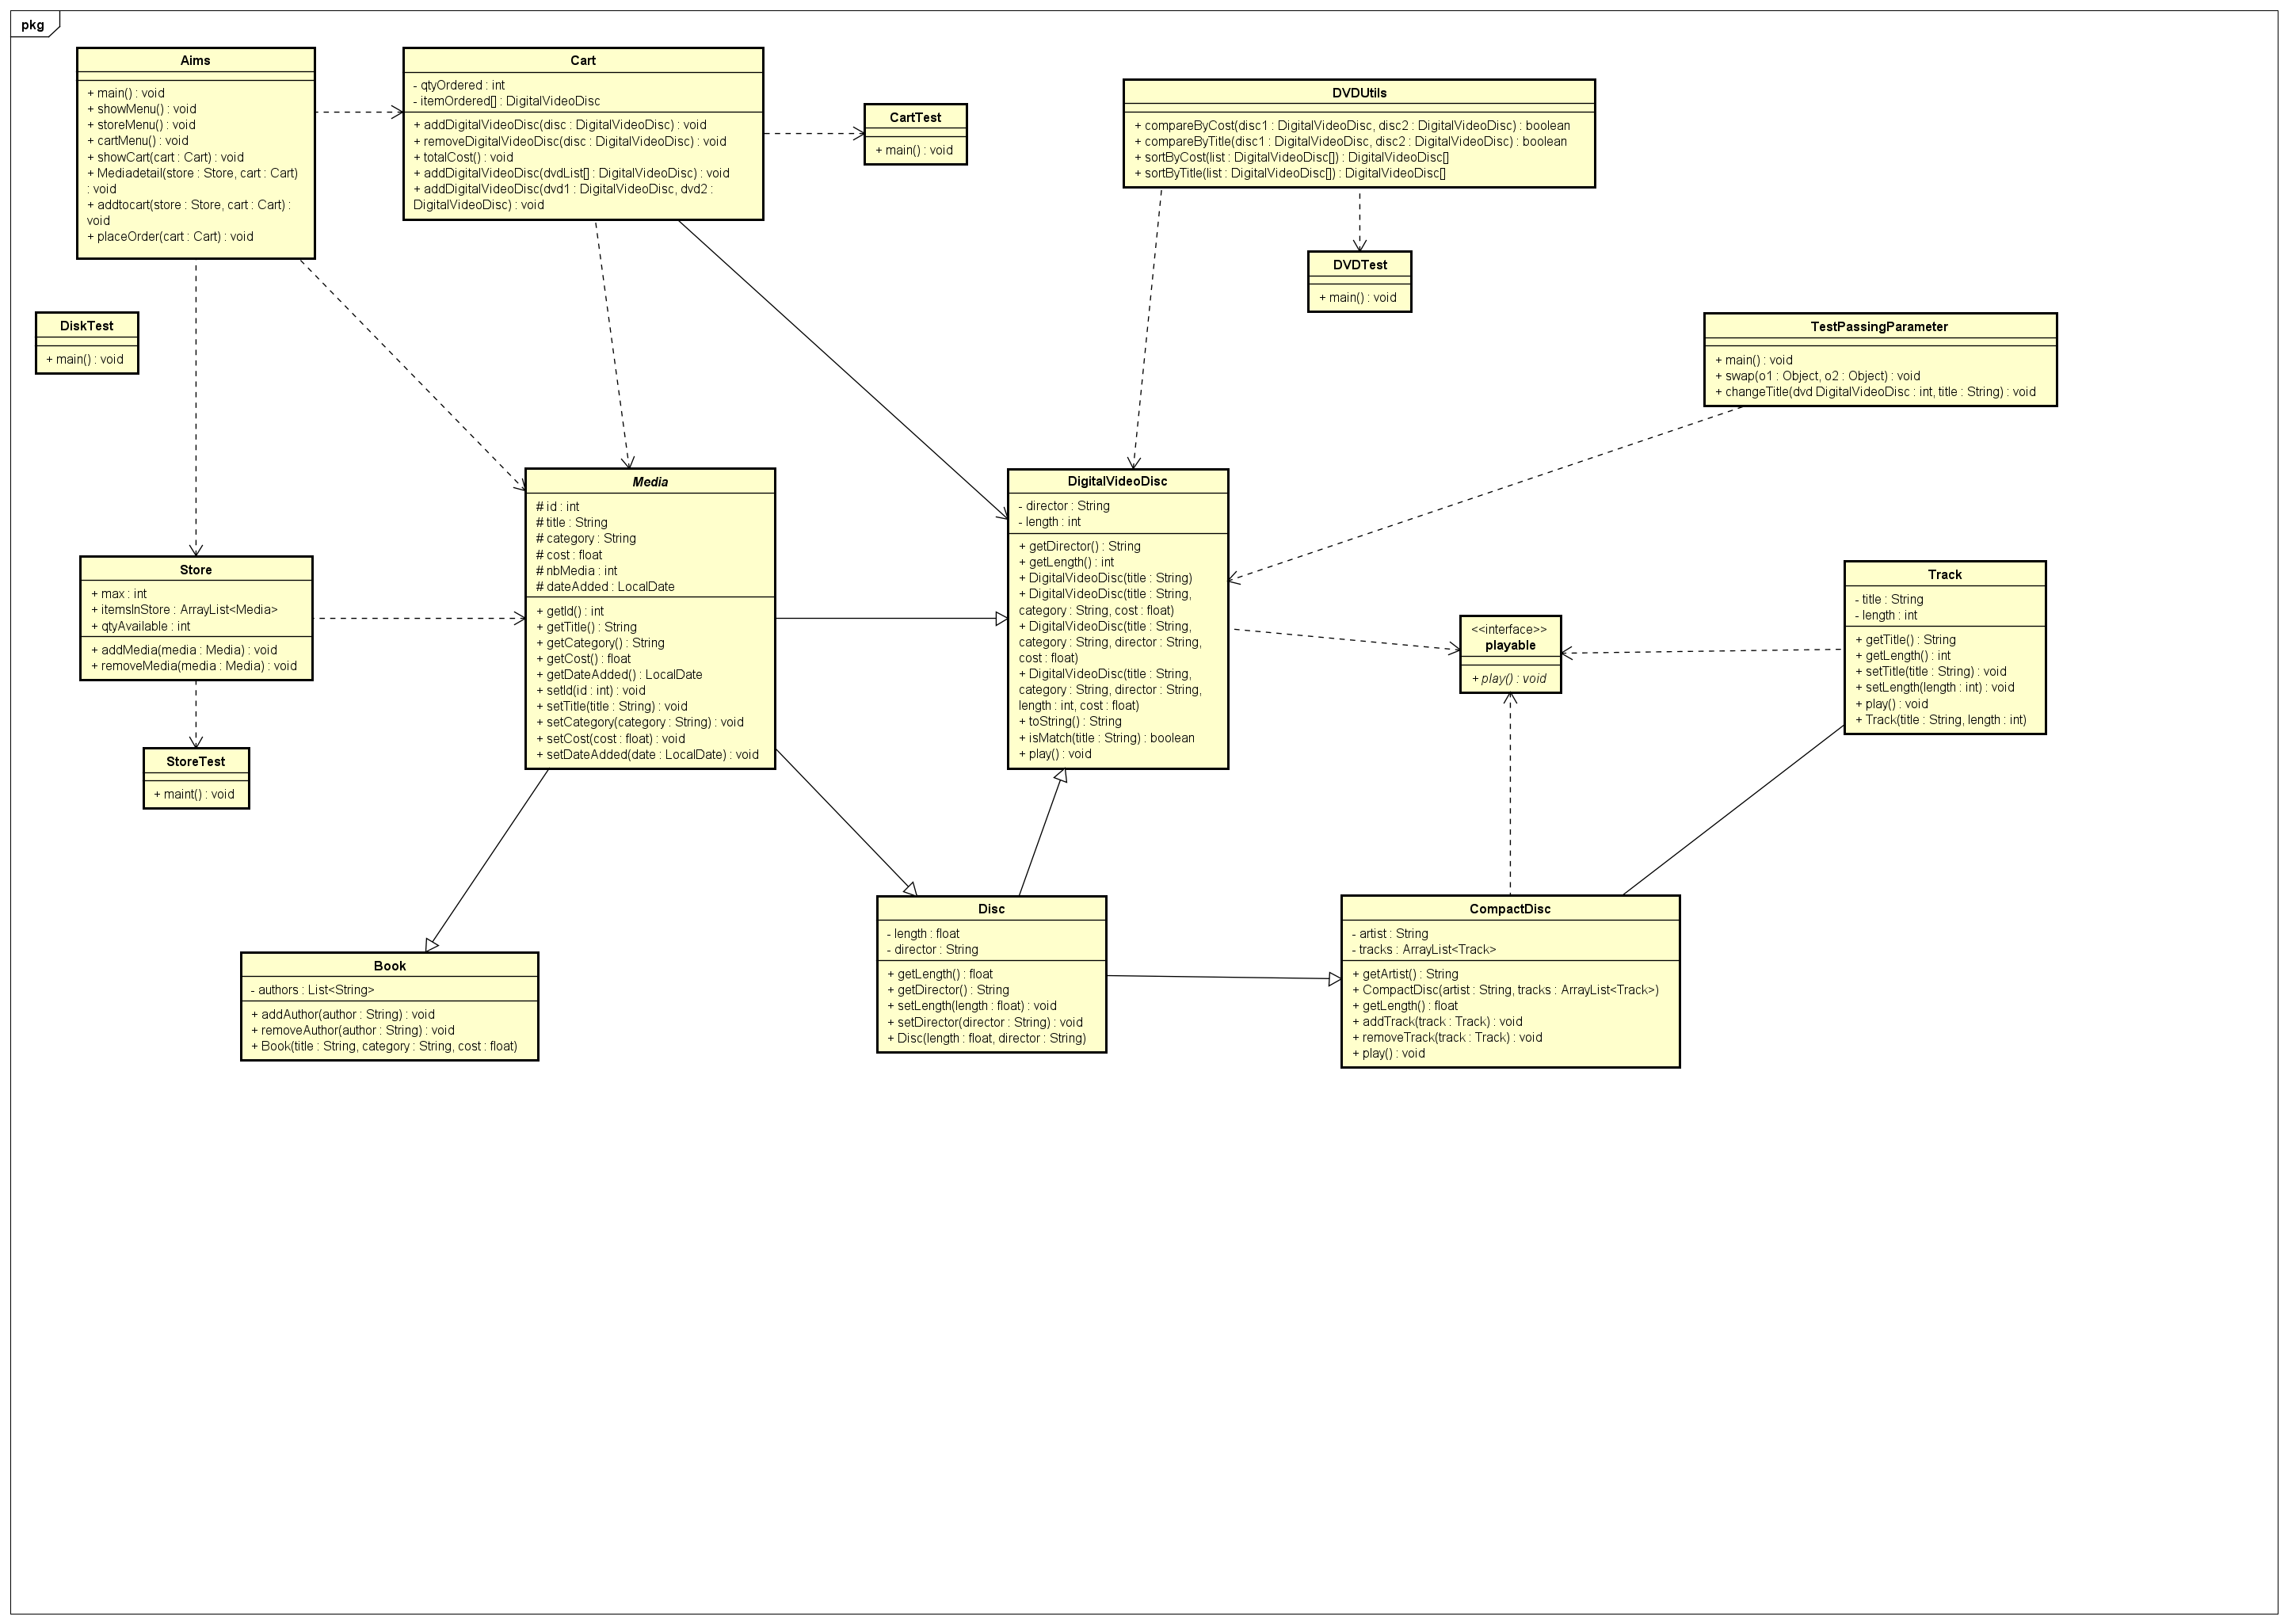 pkg
Aims
+ main() : void
+ showMenu() : void
+ storeMenu() : void
+ cartMenu() : void
+ showCart(cart : Cart) : void
+ Mediadetail(store : Store, cart : Cart)
: void
+ addtocart(store : Store, cart : Cart) :
void
+ placeOrder(cart : Cart) : void
Cart
- qtyOrdered : int
- itemOrdered[] : DigitalVideoDisc
+ addDigitalVideoDisc(disc : DigitalVideoDisc) : void
+ removeDigitalVideoDisc(disc : DigitalVideoDisc) : void
+ totalCost() : void
+ addDigitalVideoDisc(dvdList[] : DigitalVideoDisc) : void
+ addDigitalVideoDisc(dvd1 : DigitalVideoDisc, dvd2 :
DigitalVideoDisc) : void
CartTest
+ main() : void
DVDUtils
+ compareByCost(disc1 : DigitalVideoDisc, disc2 : DigitalVideoDisc) : boolean
+ compareByTitle(disc1 : DigitalVideoDisc, disc2 : DigitalVideoDisc) : boolean
+ sortByCost(list : DigitalVideoDisc[]) : DigitalVideoDisc[]
+ sortByTitle(list : DigitalVideoDisc[]) : DigitalVideoDisc[]
DVDTest
+ main() : void
DiskTest
+ main() : void
TestPassingParameter
+ main() : void
+ swap(o1 : Object, o2 : Object) : void
+ changeTitle(dvd DigitalVideoDisc : int, title : String) : void
Media
# id : int
# title : String
# category : String
# cost : float
# nbMedia : int
# dateAdded : LocalDate
+ getId() : int
+ getTitle() : String
+ getCategory() : String
+ getCost() : float
+ getDateAdded() : LocalDate
+ setId(id : int) : void
+ setTitle(title : String) : void
+ setCategory(category : String) : void
+ setCost(cost : float) : void
+ setDateAdded(date : LocalDate) : void
DigitalVideoDisc
- director : String
- length : int
+ getDirector() : String
+ getLength() : int
+ DigitalVideoDisc(title : String)
+ DigitalVideoDisc(title : String,
category : String, cost : float)
+ DigitalVideoDisc(title : String,
category : String, director : String,
cost : float)
+ DigitalVideoDisc(title : String,
category : String, director : String,
length : int, cost : float)
+ toString() : String
+ isMatch(title : String) : boolean
+ play() : void
Store
+ max : int
+ itemsInStore : ArrayList<Media>
+ qtyAvailable : int
+ addMedia(media : Media) : void
+ removeMedia(media : Media) : void
<<interface>>
playable
+ play() : void
Track
- title : String
- length : int
+ getTitle() : String
+ getLength() : int
+ setTitle(title : String) : void
+ setLength(length : int) : void
+ play() : void
+ Track(title : String, length : int)
StoreTest
+ maint() : void
Book
- authors : List<String>
+ addAuthor(author : String) : void
+ removeAuthor(author : String) : void
+ Book(title : String, category : String, cost : float)
Disc
- length : float
- director : String
+ getLength() : float
+ getDirector() : String
+ setLength(length : float) : void
+ setDirector(director : String) : void
+ Disc(length : float, director : String)
CompactDisc
- artist : String
- tracks : ArrayList<Track>
+ getArtist() : String
+ CompactDisc(artist : String, tracks : ArrayList<Track>)
+ getLength() : float
+ addTrack(track : Track) : void
+ removeTrack(track : Track) : void
+ play() : void